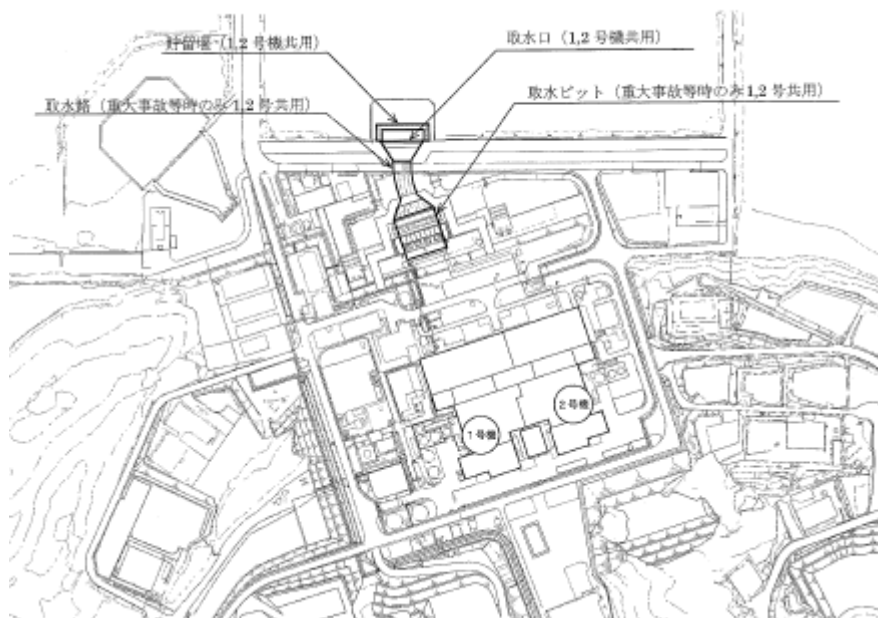 貯留堰（1,2号機共用）
取水口（1,2号機共用）
取水路（重大事故等時のみ1,2号共用）
取水ピット（重大事故等時のみ1,2号共用）
1号機
2号機